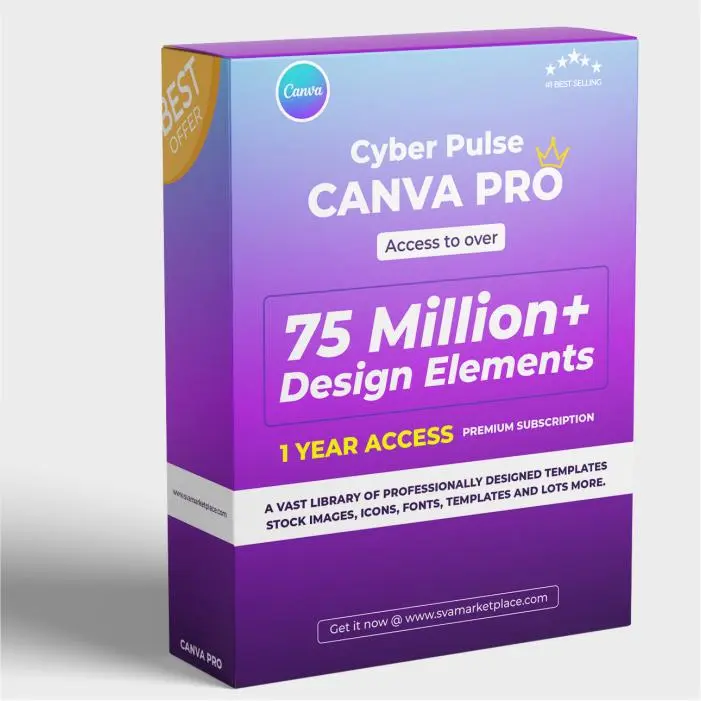 BEST
OFFER
Canva
#1 BEST SELLING
Cyber Pulse
CANVA PRO
Access to over
75 Million+
Design Elements
1 YEAR ACCESS PREMIUM SUBSCRIPTION
A VAST LIBRARY OF PROFESSIONALLY DESIGNED TEMPLATES
STOCK IMAGES, ICONS, FONTS, TEMPLATES AND LOTS MORE.
www.svamarketplace.com
Get it now @ www.svamarketplace.com
CANVA PRO